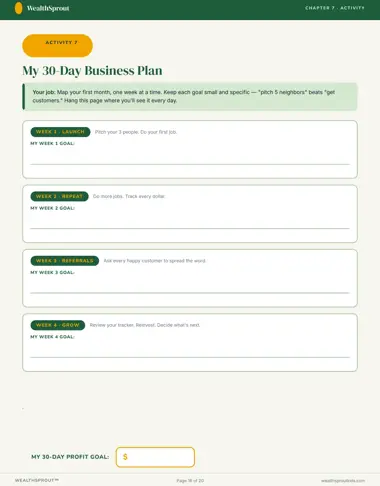 WealthSprout
CHAPTER 7 · ACTIVITY
ACTIVITY 7
My 30-Day Business Plan
Your job: Map your first month, one week at a time. Keep each goal small and specific — "pitch 5 neighbors" beats "get
customers." Hang this page where you'll see it every day.
WEEK 1 · LAUNCH Pitch your 3 people. Do your first job.
MY WEEK 1 GOAL:
WEEK 2 · REPEAT Do more jobs. Track every dollar.
MY WEEK 2 GOAL:
WEEK 3 · REFERRALS Ask every happy customer to spread the word.
MY WEEK 3 GOAL:
WEEK 4 · GROW Review your tracker. Reinvest. Decide what's next.
MY WEEK 4 GOAL:
MY 30-DAY PROFIT GOAL: $
WEALTHSPROUT™ Page 18 of 20 wealthsproutkids.com